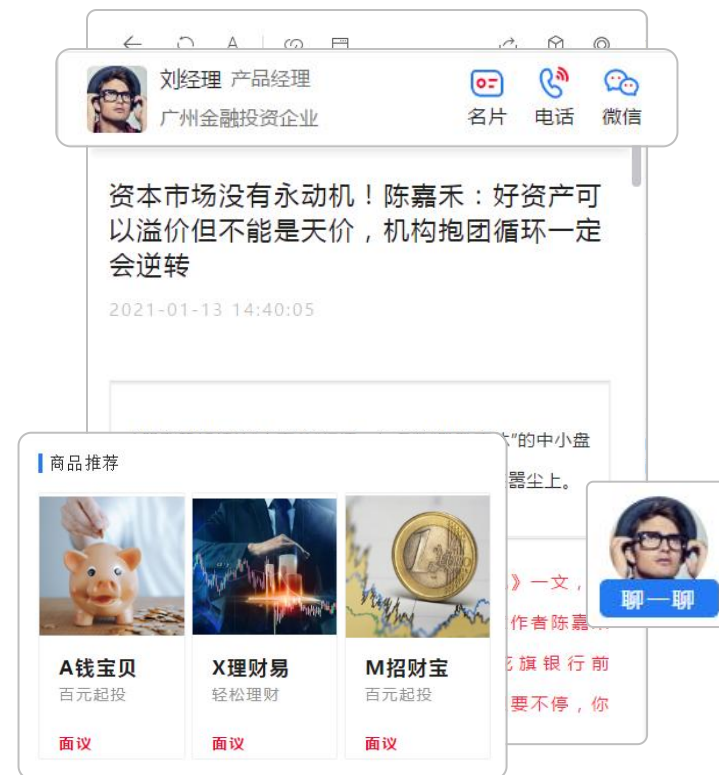 刘经理 产品经理
广州金融投资企业
名片 电话 微信
资本市场没有永动机！陈嘉禾：好资产可
以溢价但不能是天价，机构抱团循环一定
会逆转
2021-01-13 14:40:05
”的中小盘
嚣尘上。
商品推荐
A钱宝贝
百元起投
面议
X理财易
轻松理财
面议
M招财宝
百元起投
面议
聊一聊
》一文，
作者陈嘉
旗银行前
要不停，你